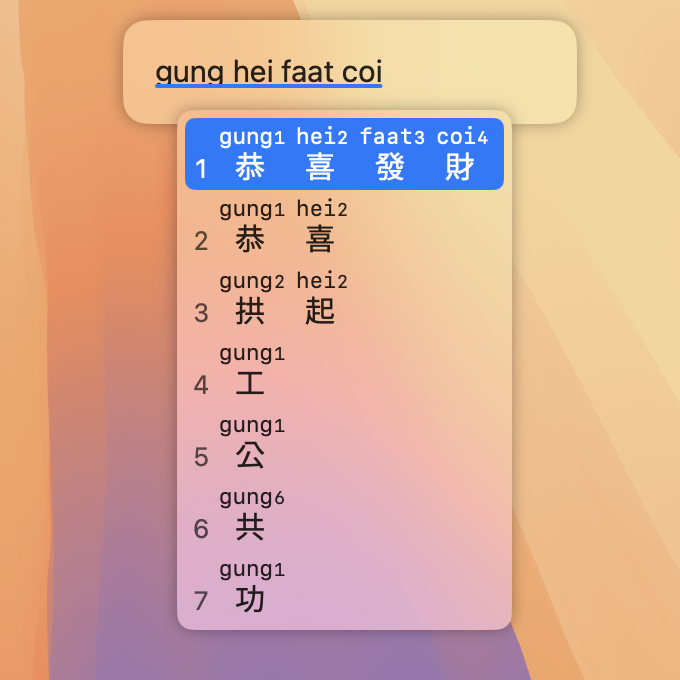 gung hei faat coi
gung1 hei2 faat3 coi4
1 恭 喜 發 財
gung1 hei2
2 恭 喜
gung2 hei2
3 拱 起
gung1
4 工
gung1
5 公
gung6
6 共
gung1
7 功